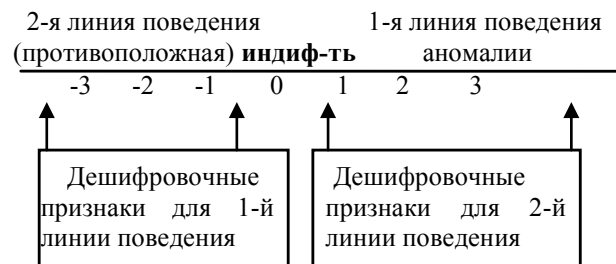 2-я линия поведения 1-я линия поведения
(противоположная) индиф-ть аномалии
-3 -2 -1 0 1 2 3
Дешифровочные
признаки для 1-й
линии поведения
Дешифровочные
признаки для 2-й
линии поведения